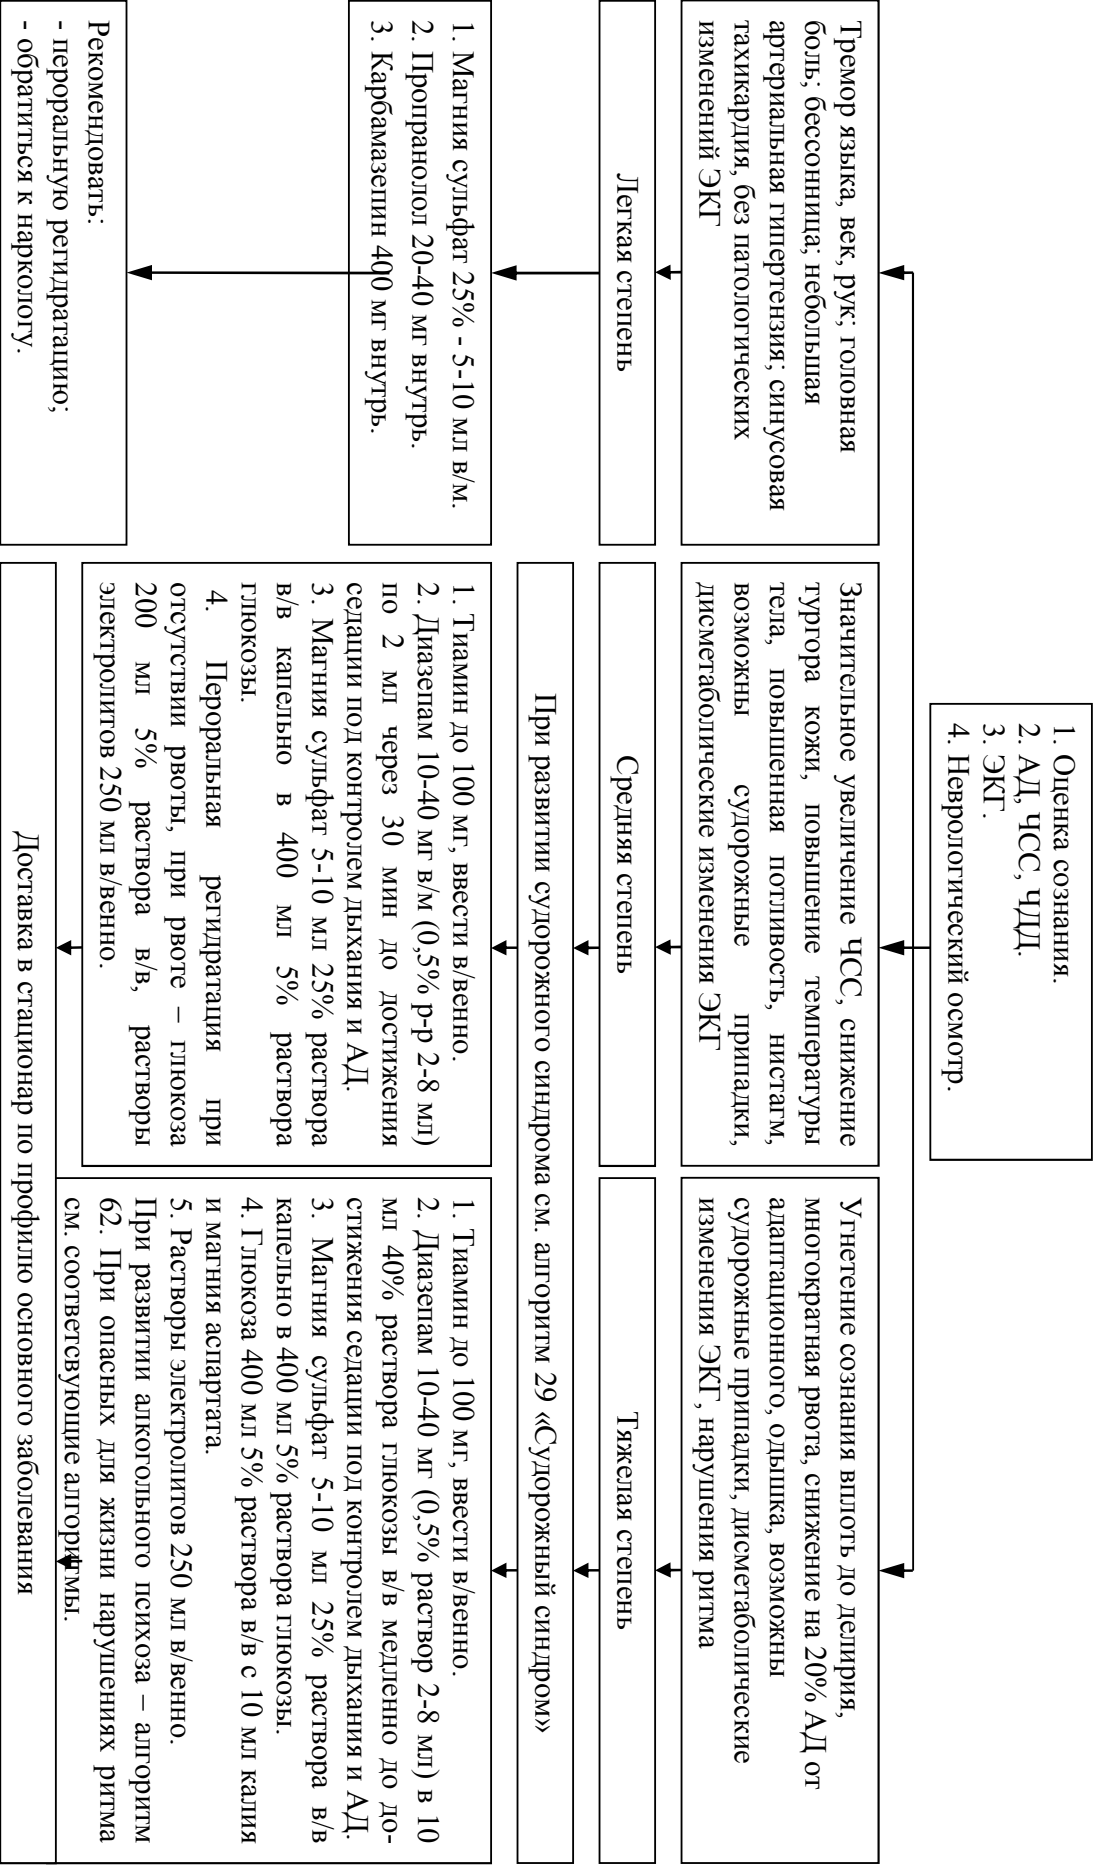 1. Оценка сознания.
2. АД, ЧСС, ЧДД.
3. ЭКГ.
4. Неврологический осмотр.
Тремор языка, век, рук; головная
боль; бессонница; небольшая
артериальная гипертензия; синусовая
тахикардия, без патологических
изменений ЭКГ
Значительное увеличение ЧСС, снижение
тургора кожи, повышение температуры
тела, повышенная потливость, нистагм,
возможны судорожные припадки,
дисметаболические изменения ЭКГ
Угнетение сознания вплоть до делирия,
многократная рвота, снижение на 20% АД от
адаптационного, одышка, возможны
судорожные припадки, дисметаболические
изменения ЭКГ, нарушения ритма
Легкая степень
Средняя степень
Тяжелая степень
При развитии судорожного синдрома см. алгоритм 29 «Судорожный синдром»
1. Магния сульфат 25% - 5-10 мл в/м.
2. Пропранолол 20-40 мг внутрь.
3. Карбамазепин 400 мг внутрь.
1. Тиамин до 100 мг, ввести в/венно.
2. Диазепам 10-40 мг в/м (0,5% р-р 2-8 мл)
по 2 мл через 30 мин до достижения
седации под контролем дыхания и АД.
3. Магния сульфат 5-10 мл 25% раствора
в/в капельно в 400 мл 5% раствора
глюкозы.
4. Пероральная регидратация при
отсутствии рвоты, при рвоте – глюкоза
200 мл 5% раствора в/в, растворы
электролитов 250 мл в/венно.
1. Тиамин до 100 мг, ввести в/венно.
2. Диазепам 10-40 мг (0,5% раствор 2-8 мл) в 10
мл 40% раствора глюкозы в/в медленно до до-
стижения седации под контролем дыхания и АД.
3. Магния сульфат 5-10 мл 25% раствора в/в
капельно в 400 мл 5% раствора глюкозы.
4. Глюкоза 400 мл 5% раствора в/в с 10 мл калия
и магния аспартата.
5. Растворы электролитов 250 мл в/венно.
При развитии алкогольного психоза – алгоритм
62. При опасных для жизни нарушениях ритма
см. соответсвующие алгоритмы.
Рекомендовать:
- пероральную регидратацию;
- обратиться к наркологу.
Доставка в стационар по профилю основного заболевания